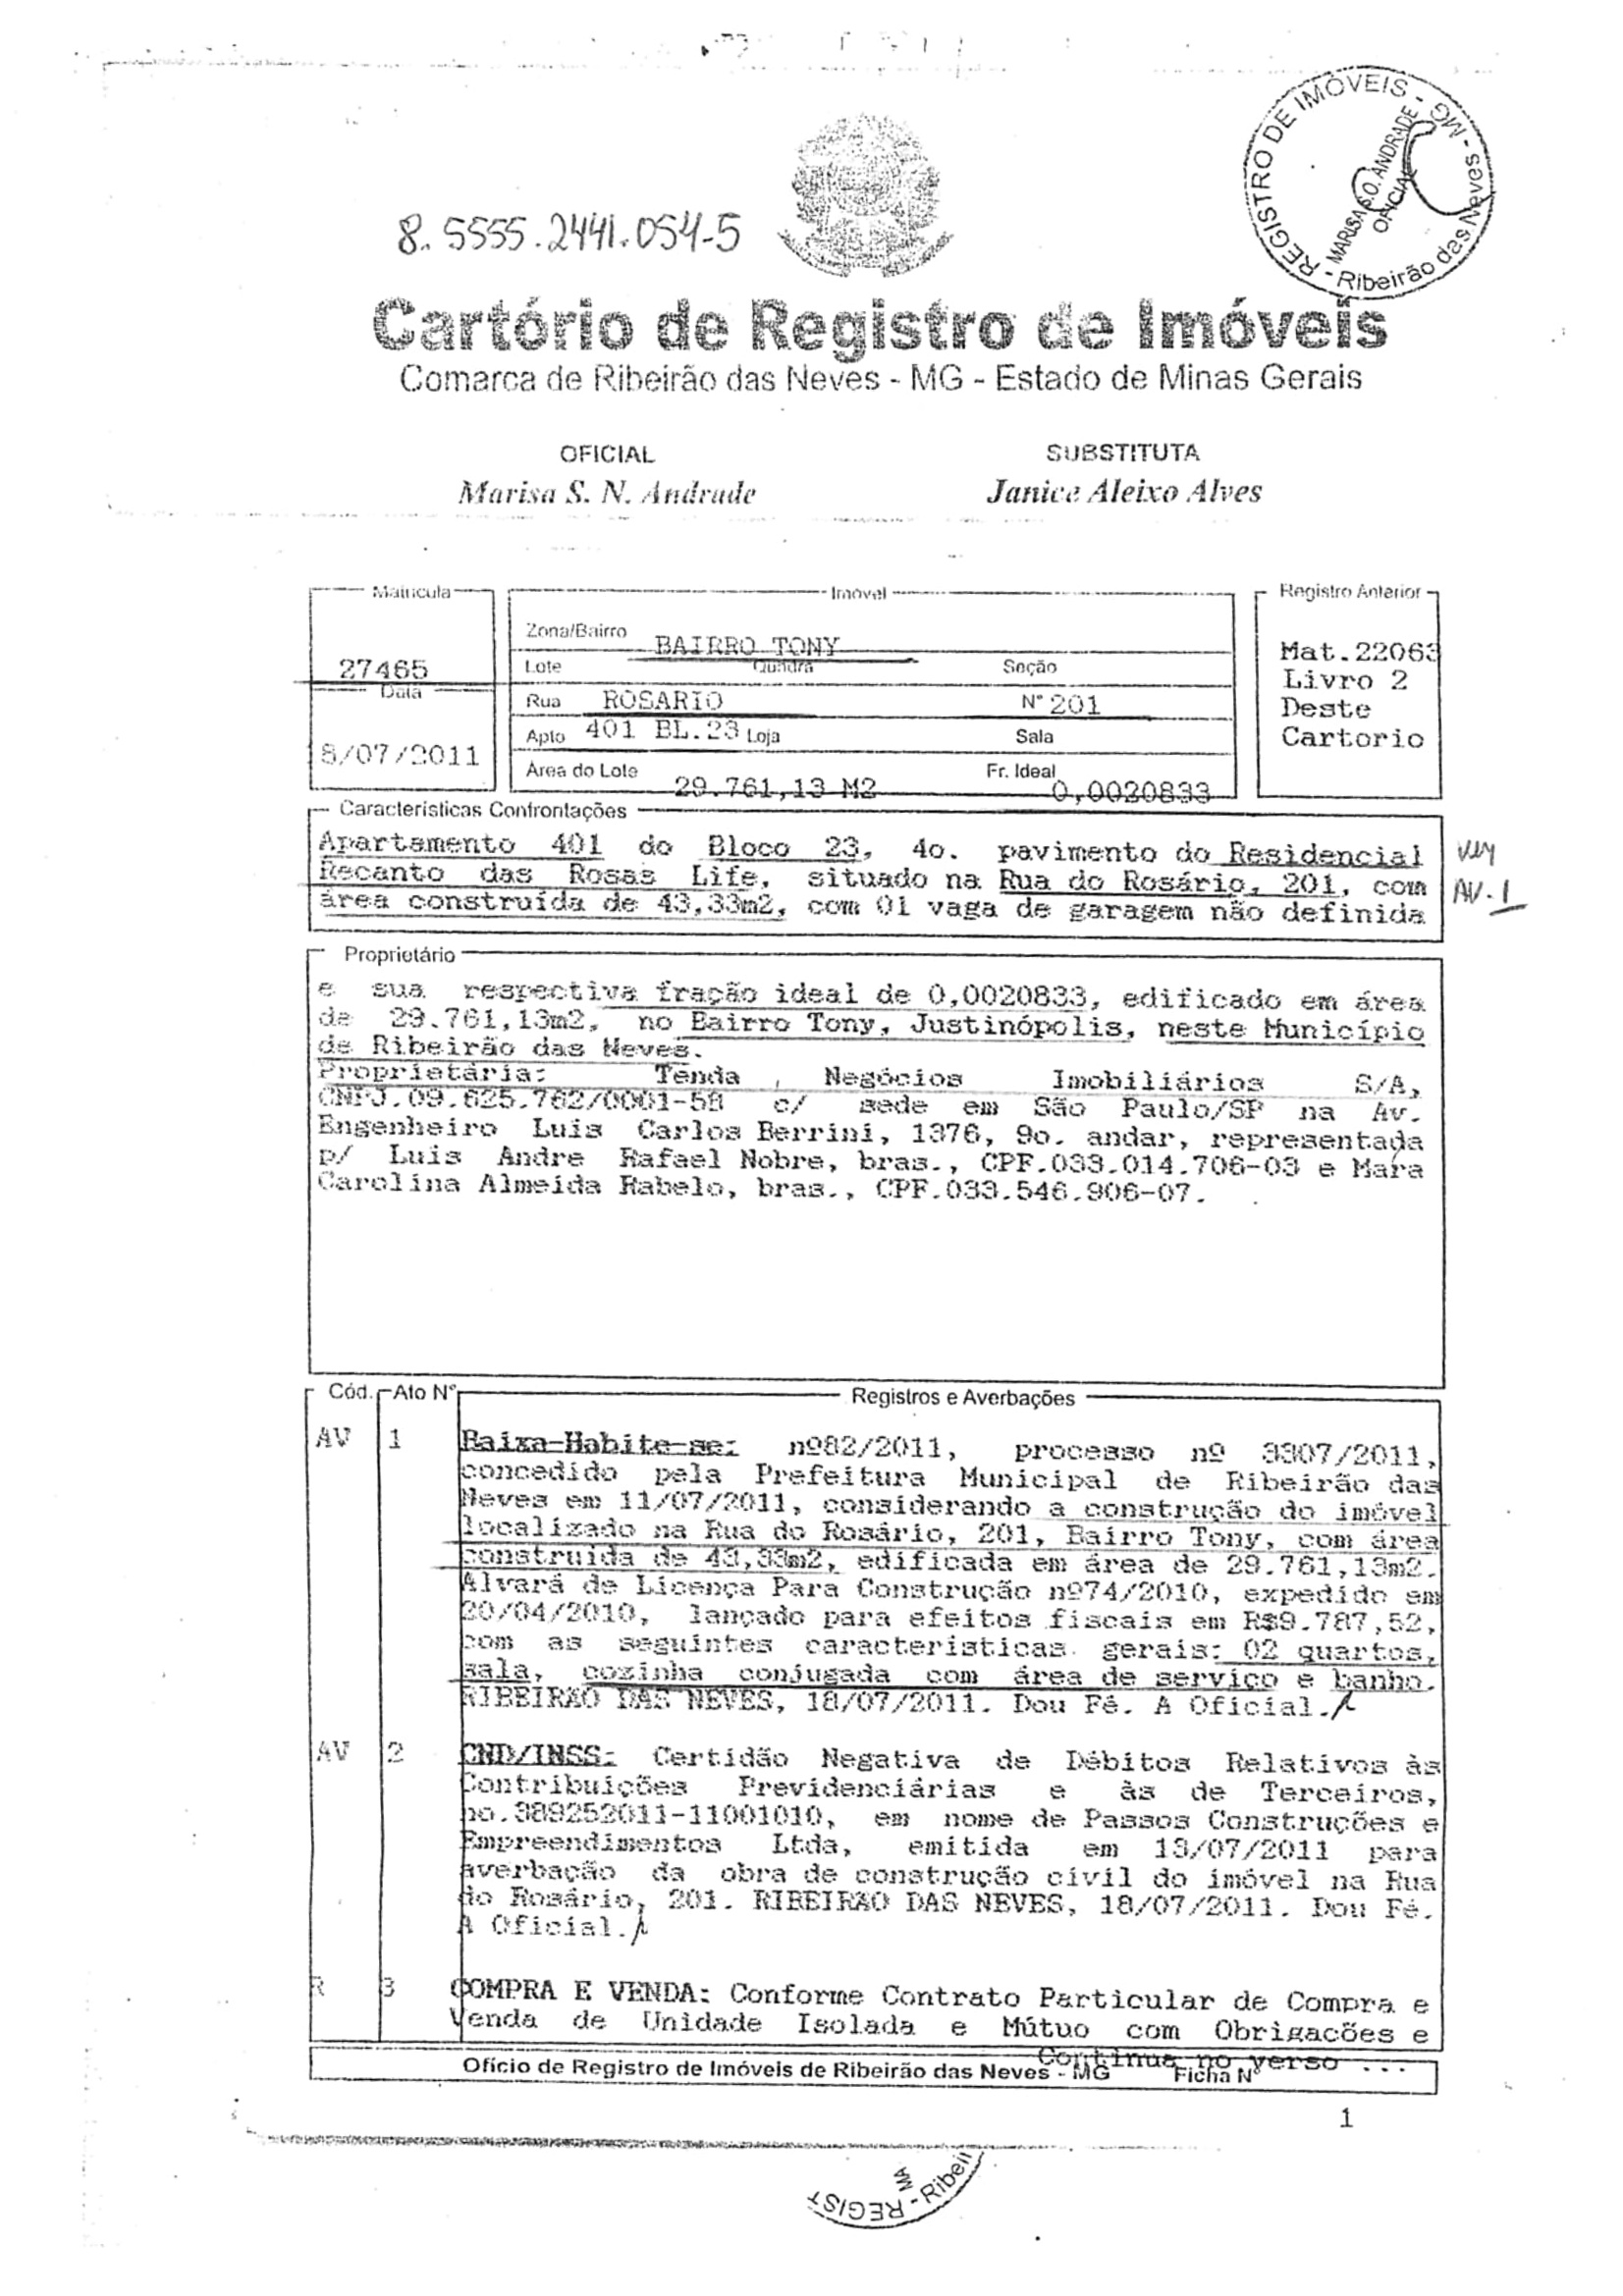 REGISTRO DE IMÓVEIS - MG - Ribeirão das Neves -
MARISA S.O. ANDRADE
OFICIAL
8.5555.2441.054-5
Cartório de Registro de Imóveis
Comarca de Ribeirão das Neves - MG - Estado de Minas Gerais
OFICIAL
SUBSTITUTA
Marisa S. N. Andrade
Janice Aleixo Alves
Matrícula
27465
Data
8/07/2011
Imóvel
Zona/Bairro BAIRRO TONY
Lote Quadra Seção
Rua ROSARIO N° 201
Apto 401 BL.23 Loja Sala
Área do Lote 29.761,13 M2 Fr. Ideal 0,0020833
Registro Anterior
Mat.22063
Livro 2
Deste
Cartorio
Características Confrontações
Apartamento 401 do Bloco 23, 4o. pavimento do Residencial
Recanto das Rosas Life, situado na Rua do Rosário, 201, com
área construída de 43,33m2, com 01 vaga de garagem não definida
AV. 1
Proprietário
e sua respectiva fração ideal de 0,0020833, edificado em área
de 29.761,13m2, no Bairro Tony, Justinópolis, neste Município
de Ribeirão das Neves.
Proprietária: Tenda Negócios Imobiliários S/A,
CNPJ.09.625.762/0001-58 c/ sede em São Paulo/SP na Av.
Engenheiro Luis Carlos Berrini, 1376, 9o. andar, representada
p/ Luis Andre Rafael Nobre, bras., CPF.033.014.706-03 e Mara
Carolina Almeida Rabelo, bras., CPF.033.546.906-07.
Cód. Ato N° Registros e Averbações
AV 1 Baixa-Habite-se: nº82/2011, processo nº 3307/2011,
concedido pela Prefeitura Municipal de Ribeirão das
Neves em 11/07/2011, considerando a construção do imóvel
localizado na Rua do Rosário, 201, Bairro Tony, com área
construída de 43,33m2, edificada em área de 29.761,13m2.
Alvará de Licença Para Construção nº74/2010, expedido em
20/04/2010, lançado para efeitos fiscais em R$9.787,52,
com as seguintes caracteristicas gerais: 02 quartos,
sala, cozinha conjugada com área de serviço e banho.
RIBEIRAO DAS NEVES, 18/07/2011. Dou Fé. A Oficial.
AV 2 CND/INSS: Certidão Negativa de Débitos Relativos às
Contribuições Previdenciárias e às de Terceiros,
no.389252011-11001010, em nome de Passos Construções e
Empreendimentos Ltda, emitida em 13/07/2011 para
averbação da obra de construção civil do imóvel na Rua
do Rosário, 201. RIBEIRAO DAS NEVES, 18/07/2011. Dou Fé.
A Oficial.
R 3 COMPRA E VENDA: Conforme Contrato Particular de Compra e
Venda de Unidade Isolada e Mútuo com Obrigacões e
Continua no verso ...
Ofício de Registro de Imóveis de Ribeirão das Neves - MG Ficha N°
1
REGIST
MA
- Ribeir